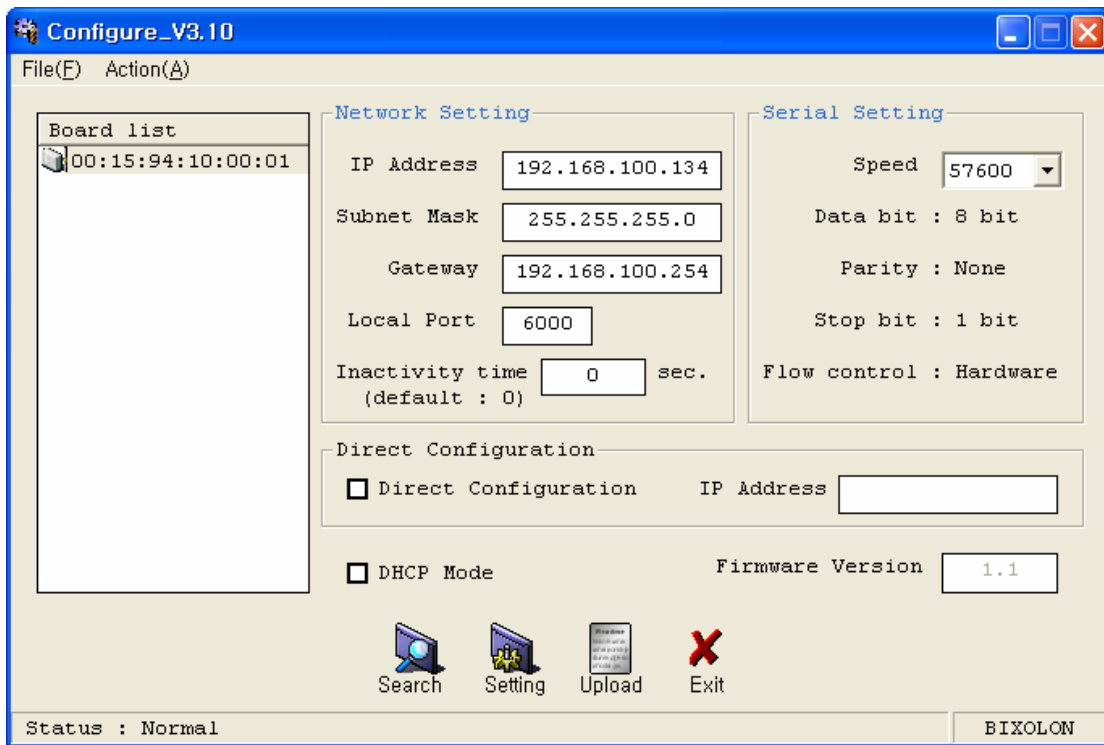 Configure_V3.10
File(F) Action(A)
Board list
00:15:94:10:00:01
Network Setting
IP Address 192.168.100.134
Subnet Mask 255.255.255.0
Gateway 192.168.100.254
Local Port 6000
Inactivity time 0 sec.
(default : 0)
Serial Setting
Speed 57600
Data bit : 8 bit
Parity : None
Stop bit : 1 bit
Flow control : Hardware
Direct Configuration
Direct Configuration IP Address
DHCP Mode Firmware Version 1.1
Readme
Search Setting Upload Exit
Status : Normal BIXOLON